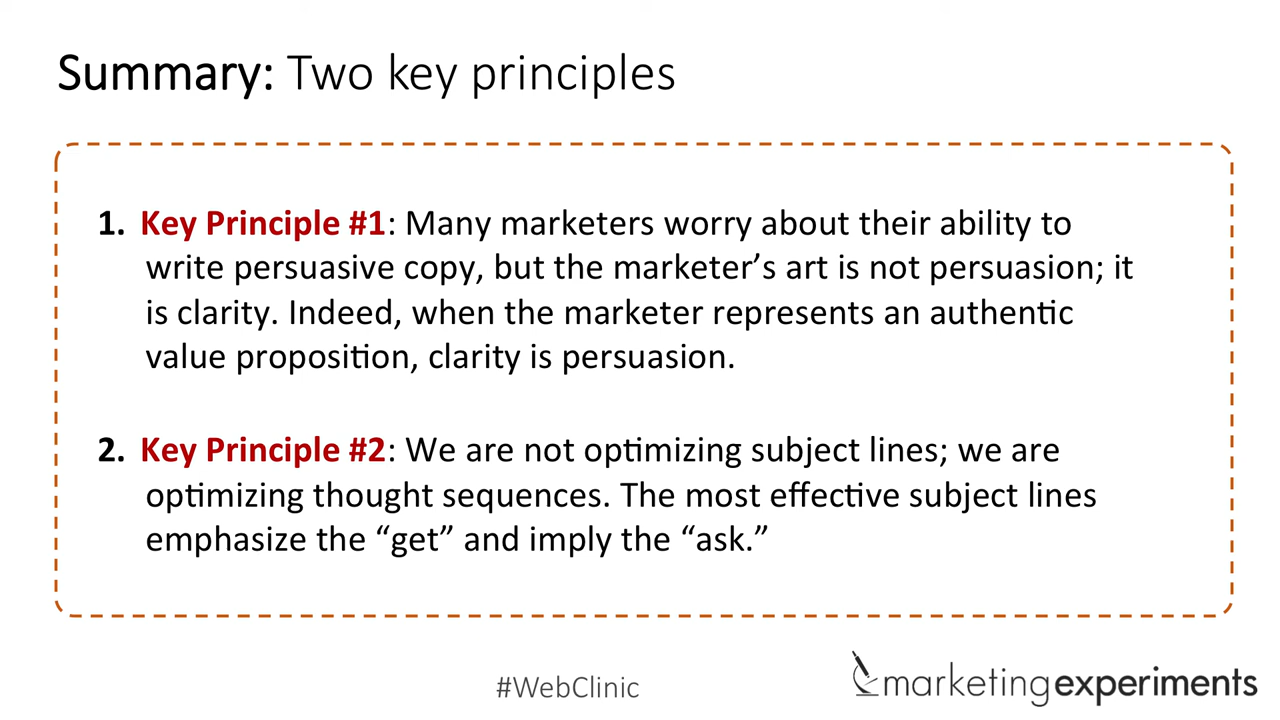 Summary: Two key principles
1. Key Principle #1: Many marketers worry about their ability to
write persuasive copy, but the marketer’s art is not persuasion; it
is clarity. Indeed, when the marketer represents an authentic
value proposition, clarity is persuasion.
2. Key Principle #2: We are not optimizing subject lines; we are
optimizing thought sequences. The most effective subject lines
emphasize the “get” and imply the “ask.”
#WebClinic
marketingexperiments